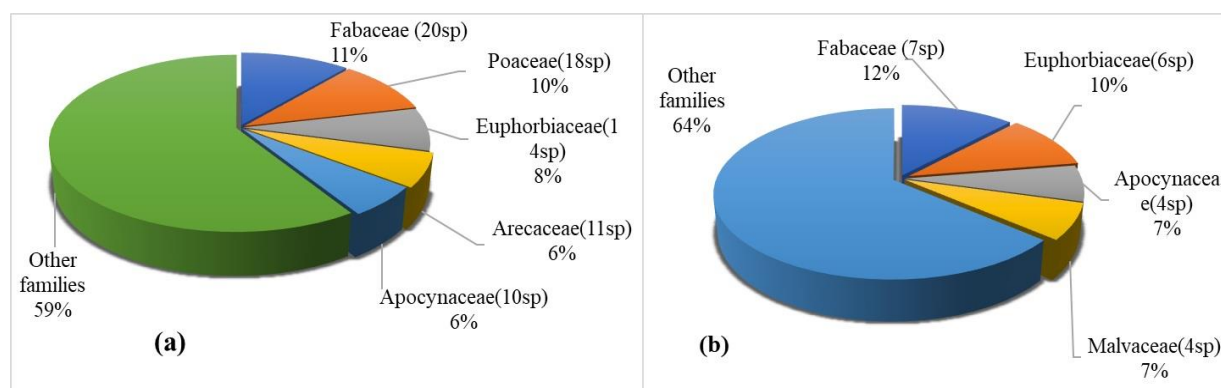 Fabaceae (20sp)
11%
Poaceae(18sp)
10%
Euphorbiaceae(1
4sp)
8%
Arecaceae(11sp)
6%
Apocynaceae(10sp)
6%
Other
families
59%
(a)
Fabaceae (7sp)
12%
Euphorbiaceae(6sp)
10%
Apocynacea
e(4sp)
7%
Malvaceae(4sp)
7%
Other
families
64%
(b)